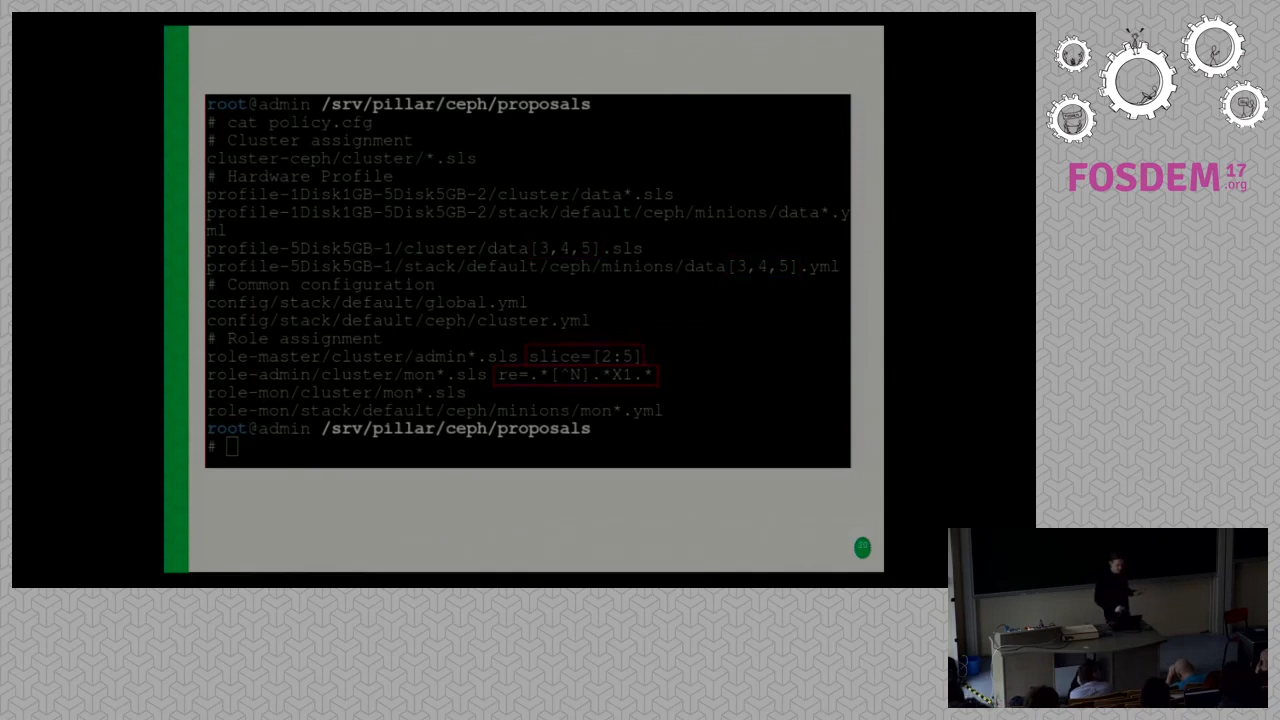 root@admin /srv/pillar/ceph/proposals
# cat policy.cfg
# Cluster assignment
cluster-ceph/cluster/*.sls
# Hardware Profile
profile-1Disk1GB-5Disk5GB-2/cluster/data*.sls
profile-1Disk1GB-5Disk5GB-2/stack/default/ceph/minions/data*.y
ml
profile-5Disk5GB-1/cluster/data[3,4,5].sls
profile-5Disk5GB-1/stack/default/ceph/minions/data[3,4,5].yml
# Common configuration
config/stack/default/global.yml
config/stack/default/ceph/cluster.yml
# Role assignment
role-master/cluster/admin*.sls slice=[2:5]
role-admin/cluster/mon*.sls re=.*[^N].*X1.*
role-mon/cluster/mon*.sls
role-mon/stack/default/ceph/minions/mon*.yml
root@admin /srv/pillar/ceph/proposals
#
20
FOSDEM 17
.org